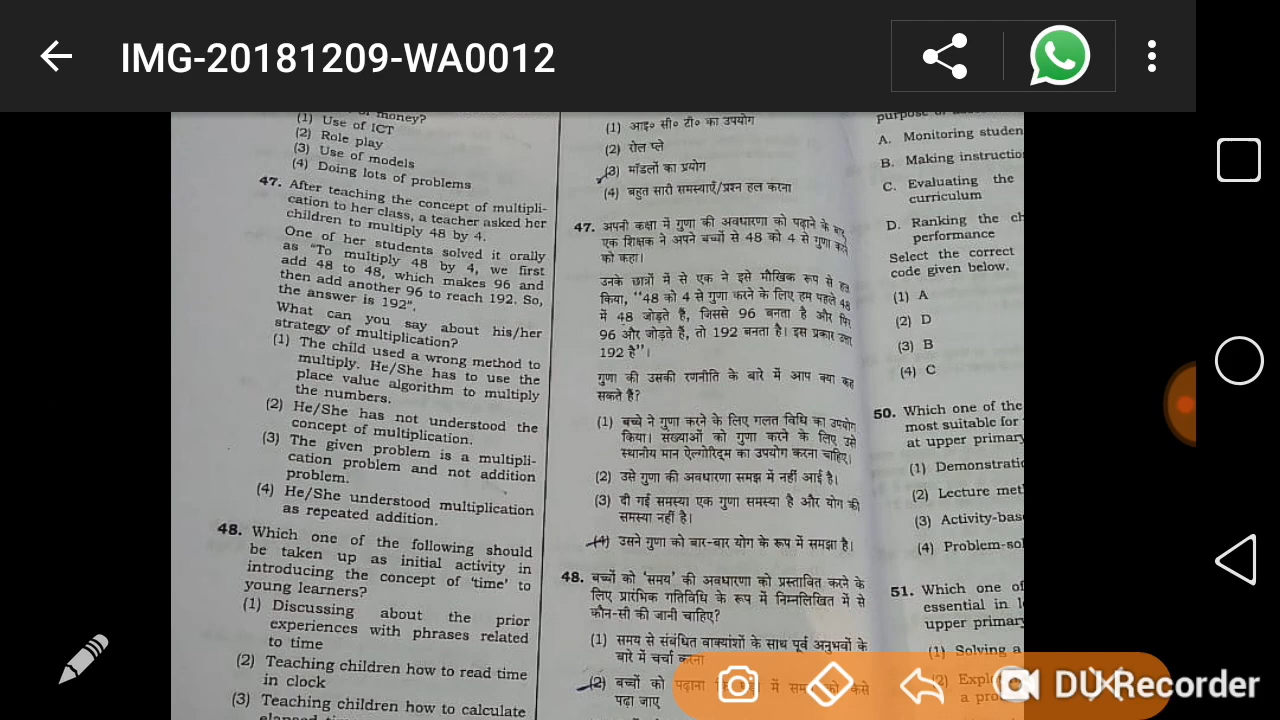 IMG-20181209-WA0012
money?
(1) Use of ICT
(2) Role play
(3) Use of models
(4) Doing lots of problems
47. After teaching the concept of multipli-
cation to her class, a teacher asked her
children to multiply 48 by 4.
One of her students solved it orally
as “To multiply 48 by 4, we first
add 48 to 48, which makes 96 and
then add another 96 to reach 192. So,
the answer is 192”.
What can you say about his/her
strategy of multiplication?
(1) The child used a wrong method to
multiply. He/She has to use the
place value algorithm to multiply
the numbers.
(2) He/She has not understood the
concept of multiplication.
(3) The given problem is a multipli-
cation problem and not addition
problem.
(4) He/She understood multiplication
as repeated addition.
48. Which one of the following should
be taken up as initial activity in
introducing the concept of ‘time’ to
young learners?
(1) Discussing about the prior
experiences with phrases related
to time
(2) Teaching children how to read time
in clock
(3) Teaching children how to calculate
(1) आइ॰ सी॰ टी॰ का उपयोग
(2) रोल प्ले
(3) मॉडलों का प्रयोग
(4) बहुत सारी समस्याएँ/प्रश्न हल करना
47. अपनी कक्षा में गुणा की अवधारणा को पढ़ाने के बाद,
एक शिक्षक ने अपने बच्चों से 48 को 4 से गुणा करने
को कहा।
उनके छात्रों में से एक ने इसे मौखिक रूप से हल
किया, “48 को 4 से गुणा करने के लिए हम पहले 48
में 48 जोड़ते हैं, जिससे 96 बनता है और फिर
96 और जोड़ते हैं, तो 192 बनता है। इस प्रकार उत्तर
192 है”।
गुणा की उसकी रणनीति के बारे में आप क्या कह
सकते हैं?
(1) बच्चे ने गुणा करने के लिए गलत विधि का उपयोग
किया। संख्याओं को गुणा करने के लिए उसे
स्थानीय मान ऐल्गोरिद्म का उपयोग करना चाहिए।
(2) उसे गुणा की अवधारणा समझ में नहीं आई है।
(3) दी गई समस्या एक गुणा समस्या है और योग की
समस्या नहीं है।
(4) उसने गुणा को बार-बार योग के रूप में समझा है।
48. बच्चों को ‘समय’ की अवधारणा को प्रस्तावित करने के
लिए प्रारंभिक गतिविधि के रूप में निम्नलिखित में से
कौन-सी की जानी चाहिए?
(1) समय से संबंधित वाक्यांशों के साथ पूर्व अनुभवों के
बारे में चर्चा करना
(2) बच्चों को पढ़ाना में कैसे
पढ़ा जाए
A. Monitoring studen
B. Making instructio
C. Evaluating the
curriculum
D. Ranking the ch
performance
Select the correct
code given below.
(1) A
(2) D
(3) B
(4) C
50. Which one of the
most suitable for
at upper primary
(1) Demonstratio
(2) Lecture met
(3) Activity-bas
(4) Problem-sol
51. Which one of
essential in l
upper primary
(1) Solving a
(2) Expl
a pro
DU Recorder